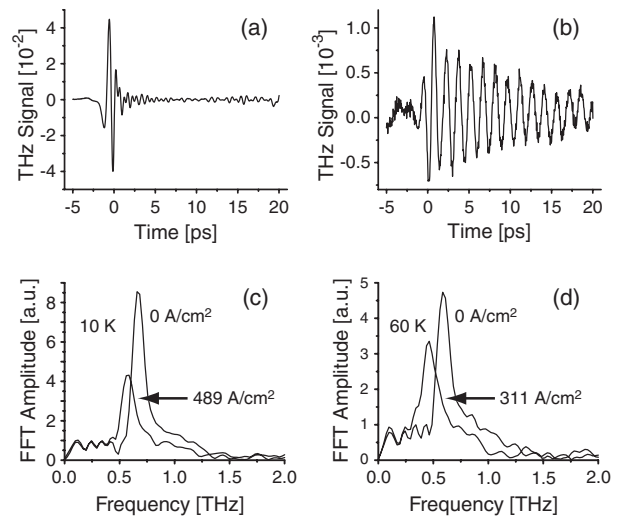 (a)
THz Signal [10⁻²]
4
2
0
-2
-4
-5 0 5 10 15 20
Time [ps]
(b)
THz Signal [10⁻³]
1.0
0.5
0.0
-0.5
-5 0 5 10 15 20
Time [ps]
(c)
FFT Amplitude [a.u.]
8
6
4
2
0
10 K
0 A/cm²
489 A/cm²
0.0 0.5 1.0 1.5 2.0
Frequency [THz]
(d)
FFT Amplitude [a.u.]
5
4
3
2
1
0
60 K
0 A/cm²
311 A/cm²
0.0 0.5 1.0 1.5 2.0
Frequency [THz]